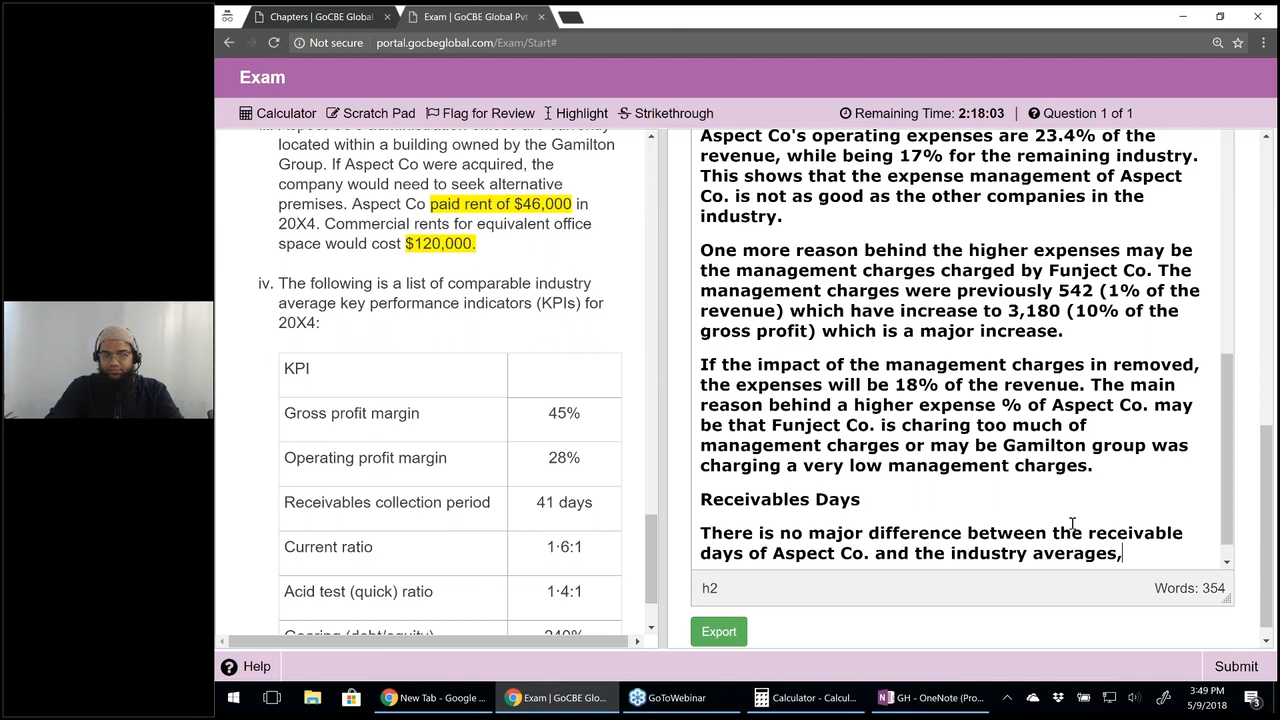 Chapters | GoCBE Global
Exam | GoCBE Global Pvt
Not secure
portal.gocbeglobal.com/Exam/Start#
Exam
Calculator
Scratch Pad
Flag for Review
Highlight
Strikethrough
Remaining Time: 2:18:03
Question 1 of 1
located within a building owned by the Gamilton
Group. If Aspect Co were acquired, the
company would need to seek alternative
premises. Aspect Co paid rent of $46,000 in
20X4. Commercial rents for equivalent office
space would cost $120,000.
iv. The following is a list of comparable industry
average key performance indicators (KPIs) for
20X4:
KPI
Gross profit margin 45%
Operating profit margin 28%
Receivables collection period 41 days
Current ratio 1·6:1
Acid test (quick) ratio 1·4:1
Gearing (debt/equity) 240%
Aspect Co's operating expenses are 23.4% of the
revenue, while being 17% for the remaining industry.
This shows that the expense management of Aspect
Co. is not as good as the other companies in the
industry.
One more reason behind the higher expenses may be
the management charges charged by Funject Co. The
management charges were previously 542 (1% of the
revenue) which have increase to 3,180 (10% of the
gross profit) which is a major increase.
If the impact of the management charges in removed,
the expenses will be 18% of the revenue. The main
reason behind a higher expense % of Aspect Co. may
be that Funject Co. is charing too much of
management charges or may be Gamilton group was
charging a very low management charges.
Receivables Days
There is no major difference between the receivable
days of Aspect Co. and the industry averages,
h2
Words: 354
Export
Help
Submit
New Tab - Google ...
Exam | GoCBE Glo...
GoToWebinar
Calculator - Calcul...
GH - OneNote (Pro...
3:49 PM
5/9/2018
3